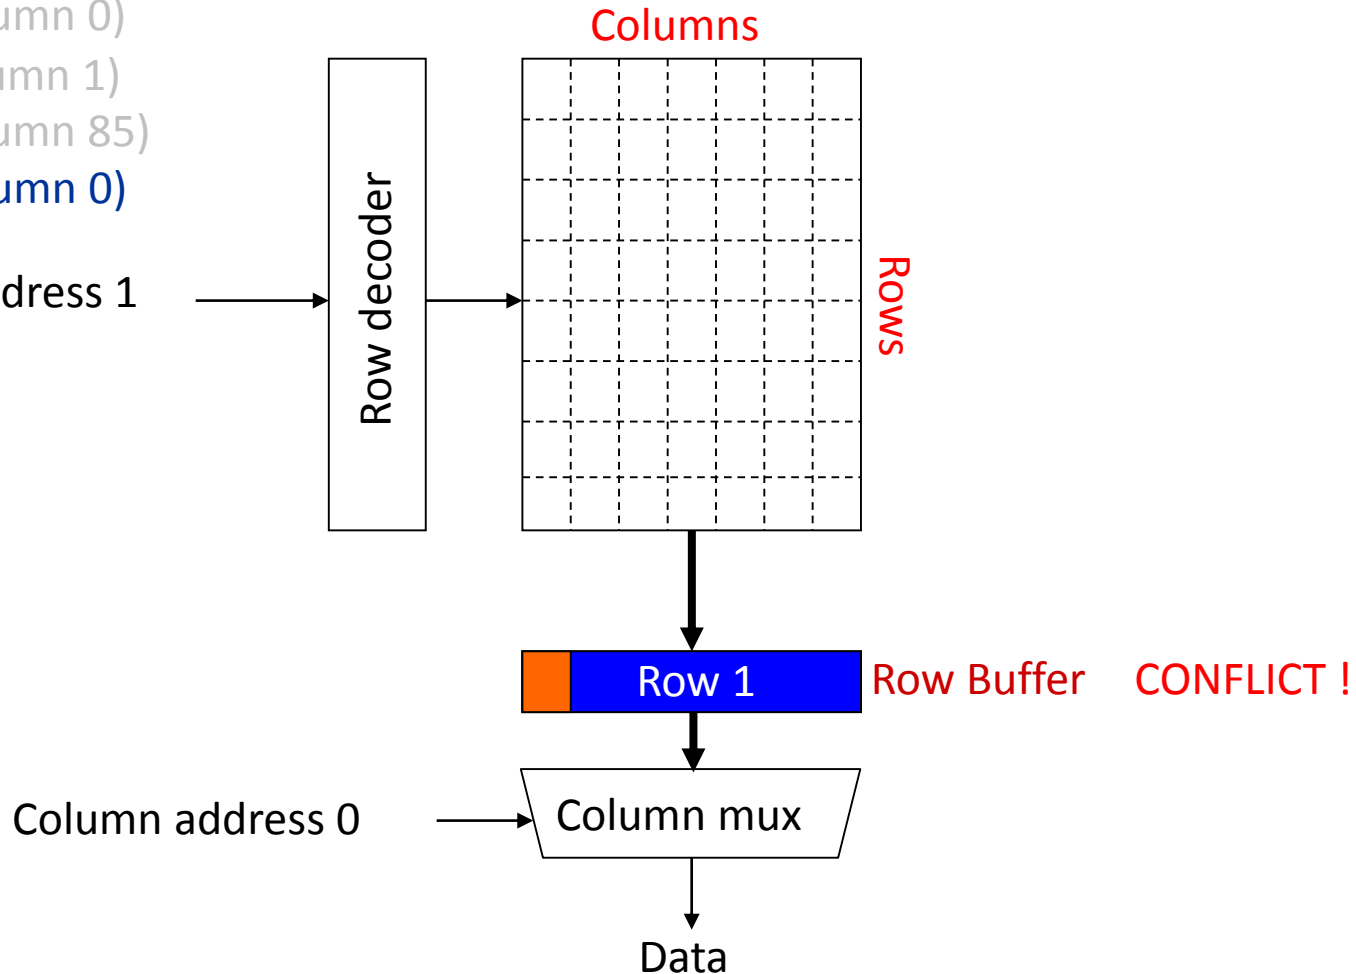 umn 0)
Columns
umn 1)
umn 85)
umn 0)
Row decoder
Rows
dress 1
Row 1
Row Buffer
CONFLICT !
Column address 0
Column mux
Data